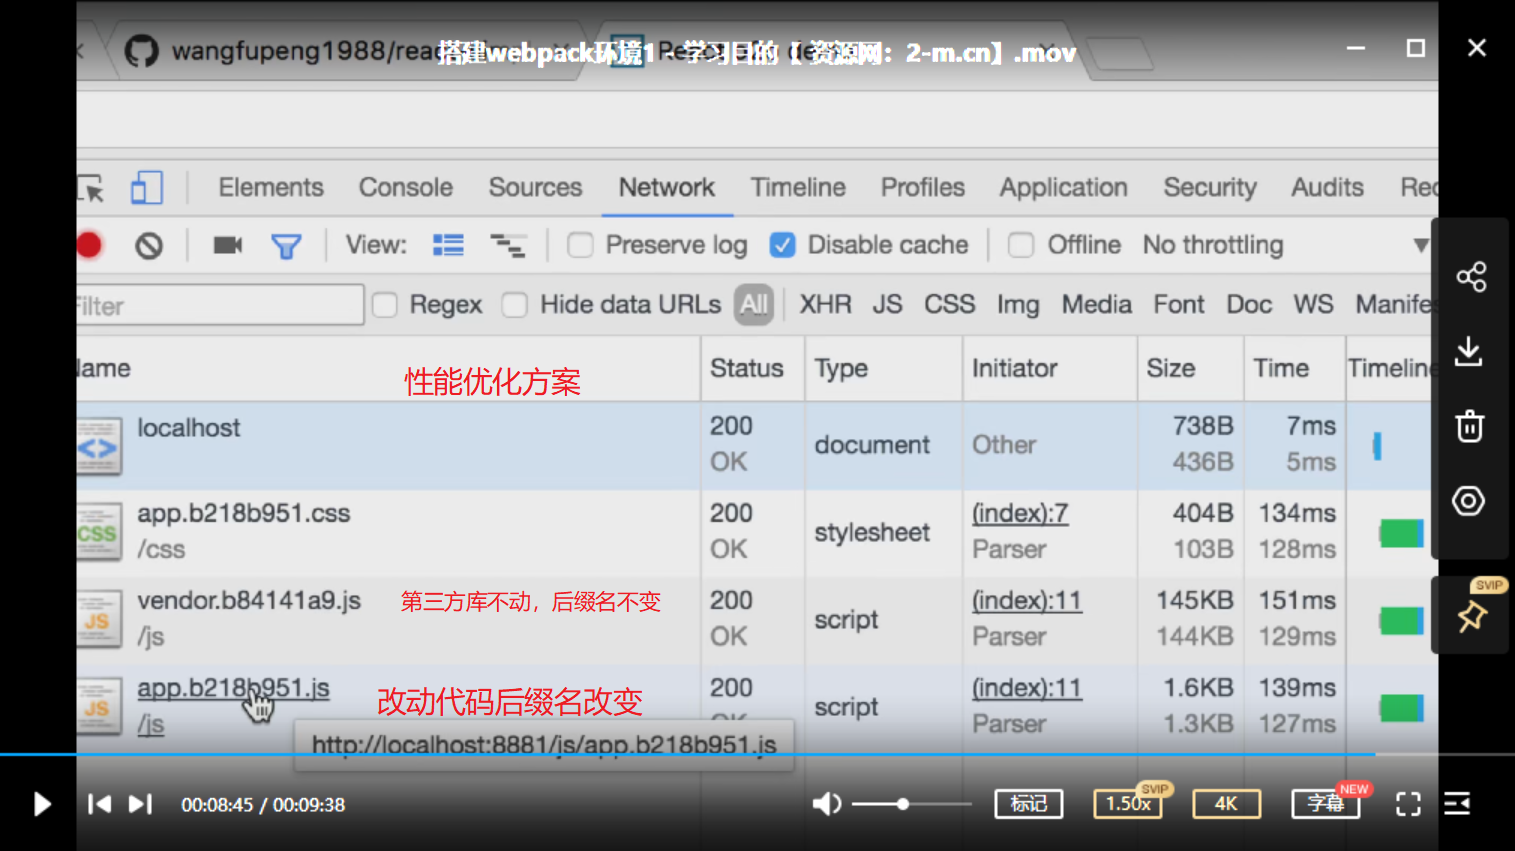 wangfupeng1988/rea
搭建webpack环境1 - 学习目的【资源网：2-m.cn】.mov
Elements Console Sources Network Timeline Profiles Application Security Audits Rec
View: Preserve log Disable cache Offline No throttling
Filter Regex Hide data URLs All XHR JS CSS Img Media Font Doc WS Manifes
Name Status Type Initiator Size Time Timeline
性能优化方案
localhost 200 OK document Other 738B 436B 7ms 5ms
CSS app.b218b951.css /css 200 OK stylesheet (index):7 Parser 404B 103B 134ms 128ms
JS vendor.b84141a9.js /js 第三方库不动，后缀名不变 200 OK script (index):11 Parser 145KB 144KB 151ms 129ms
JS app.b218b951.js /js 改动代码后缀名改变 200 OK script (index):11 Parser 1.6KB 1.3KB 139ms 127ms
http://localhost:8881/js/app.b218b951.js
SVIP
00:08:45 / 00:09:38 标记 1.50x SVIP 4K 字幕 NEW